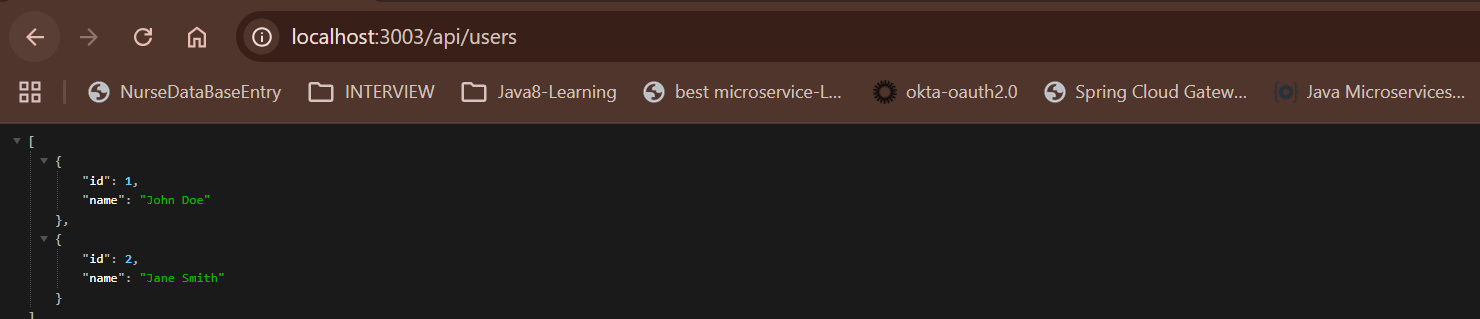 localhost:3003/api/users
NurseDataBaseEntry INTERVIEW Java8-Learning best microservice-L... okta-oauth2.0 Spring Cloud Gatew... Java Microservices...
[
{
"id": 1,
"name": "John Doe"
},
{
"id": 2,
"name": "Jane Smith"
}
]